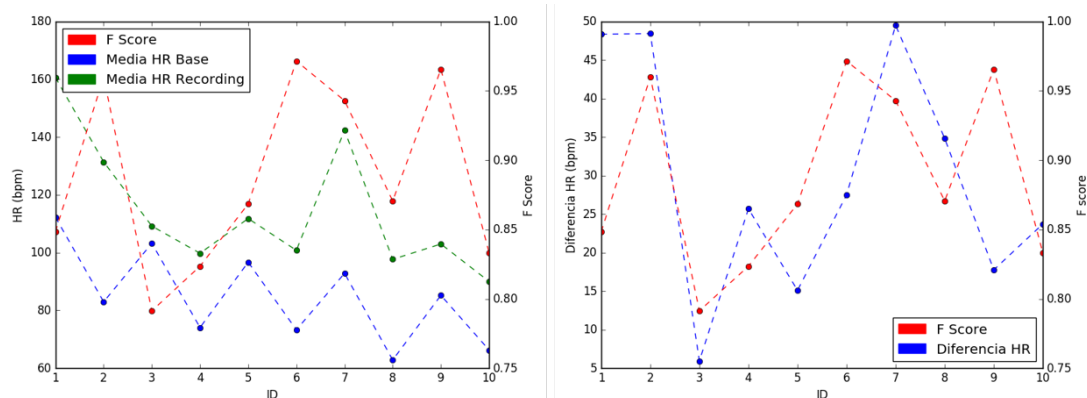 180
160
140
120
100
80
60
HR (bpm)
F Score
Media HR Base
Media HR Recording
1.00
0.95
0.90
0.85
0.80
0.75
F Score
1 2 3 4 5 6 7 8 9 10
ID
50
45
40
35
30
25
20
15
10
5
Diferencia HR (bpm)
1.00
0.95
0.90
0.85
0.80
0.75
F score
F Score
Diferencia HR
1 2 3 4 5 6 7 8 9 10
ID